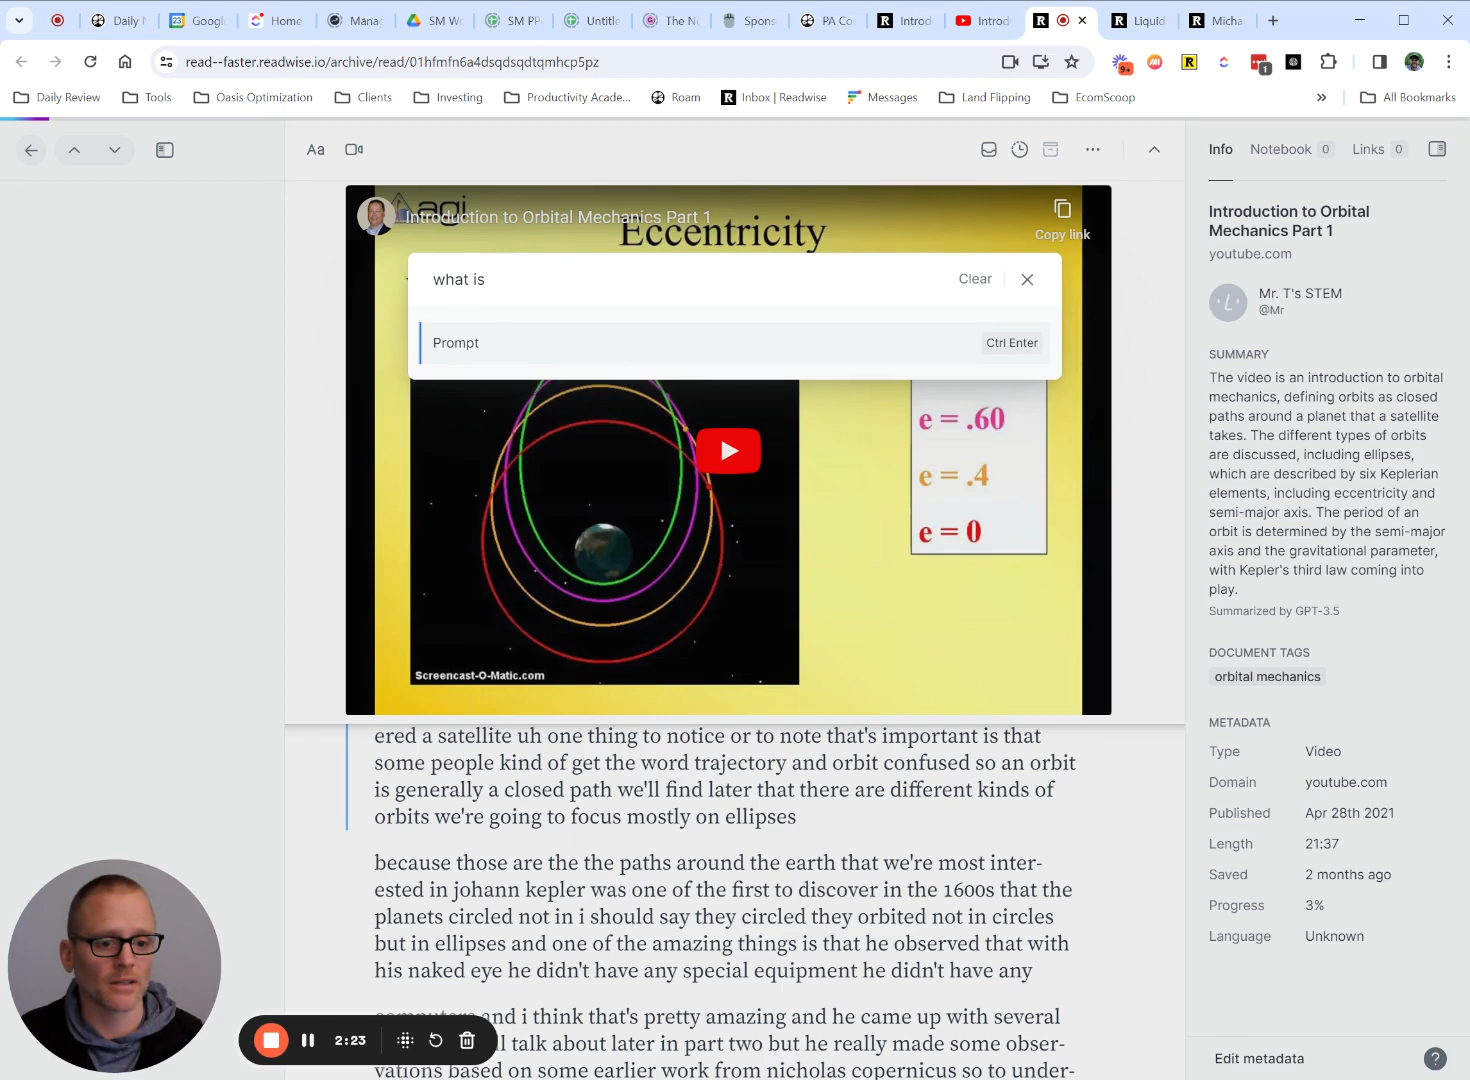 Daily
Googl
Home
Manag
SM W
SM PP
Untitle
The N
Spons
PA Co
Introd
Introd
Liquid
Micha
read--faster.readwise.io/archive/read/01hfmfn6a4dsqdsqdtqmhcp5pz
9+
1
Daily Review
Tools
Oasis Optimization
Clients
Investing
Productivity Acade...
Roam
Inbox | Readwise
Messages
Land Flipping
EcomScoop
All Bookmarks
Aa
Info
Notebook 0
Links 0
agi
Introduction to Orbital Mechanics Part 1
Eccentricity
Copy link
what is
Clear
Prompt
Ctrl Enter
e = .60
e = .4
e = 0
Screencast-O-Matic.com
ered a satellite uh one thing to notice or to note that's important is that
some people kind of get the word trajectory and orbit confused so an orbit
is generally a closed path we'll find later that there are different kinds of
orbits we're going to focus mostly on ellipses
because those are the the paths around the earth that we're most inter-
ested in johann kepler was one of the first to discover in the 1600s that the
planets circled not in i should say they circled they orbited not in circles
but in ellipses and one of the amazing things is that he observed that with
his naked eye he didn't have any special equipment he didn't have any
computers and i think that's pretty amazing and he came up with several
ll talk about later in part two but he really made some obser-
vations based on some earlier work from nicholas copernicus so to under-
2:23
Introduction to Orbital
Mechanics Part 1
youtube.com
Mr. T's STEM
@Mr
SUMMARY
The video is an introduction to orbital
mechanics, defining orbits as closed
paths around a planet that a satellite
takes. The different types of orbits
are discussed, including ellipses,
which are described by six Keplerian
elements, including eccentricity and
semi-major axis. The period of an
orbit is determined by the semi-major
axis and the gravitational parameter,
with Kepler's third law coming into
play.
Summarized by GPT-3.5
DOCUMENT TAGS
orbital mechanics
METADATA
Type Video
Domain youtube.com
Published Apr 28th 2021
Length 21:37
Saved 2 months ago
Progress 3%
Language Unknown
Edit metadata